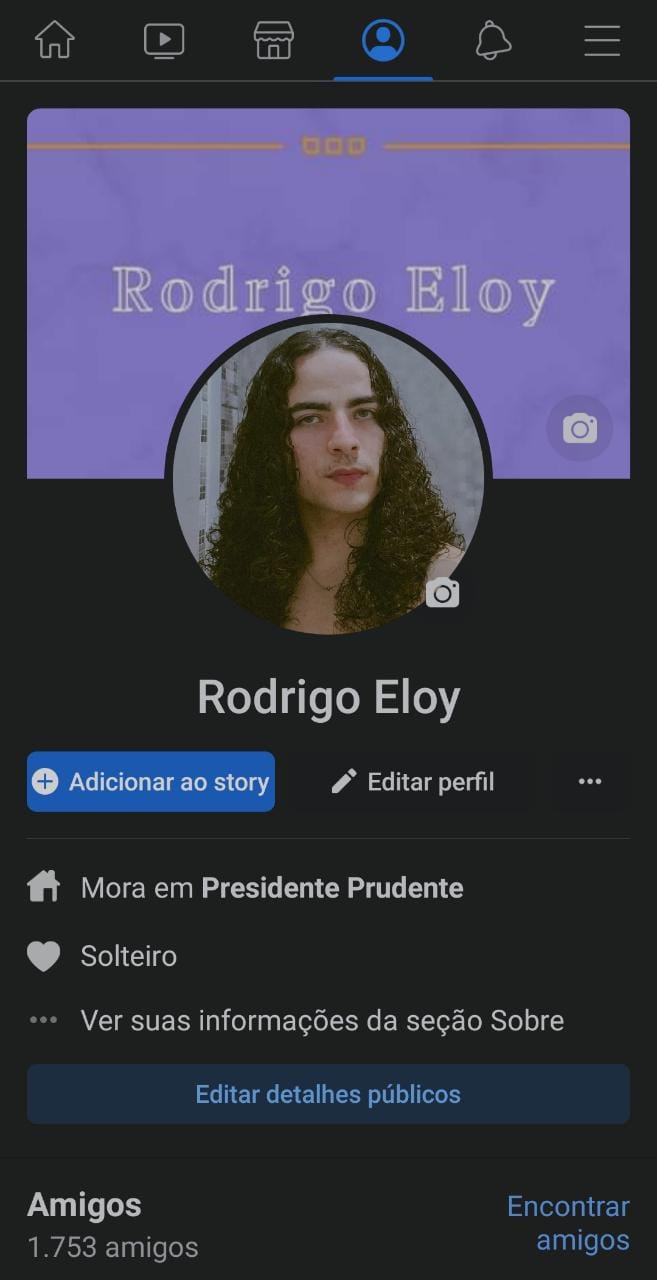 Rodrigo Eloy
Rodrigo Eloy
Adicionar ao story
Editar perfil
Mora em Presidente Prudente
Solteiro
Ver suas informações da seção Sobre
Editar detalhes públicos
Amigos
1.753 amigos
Encontrar
amigos